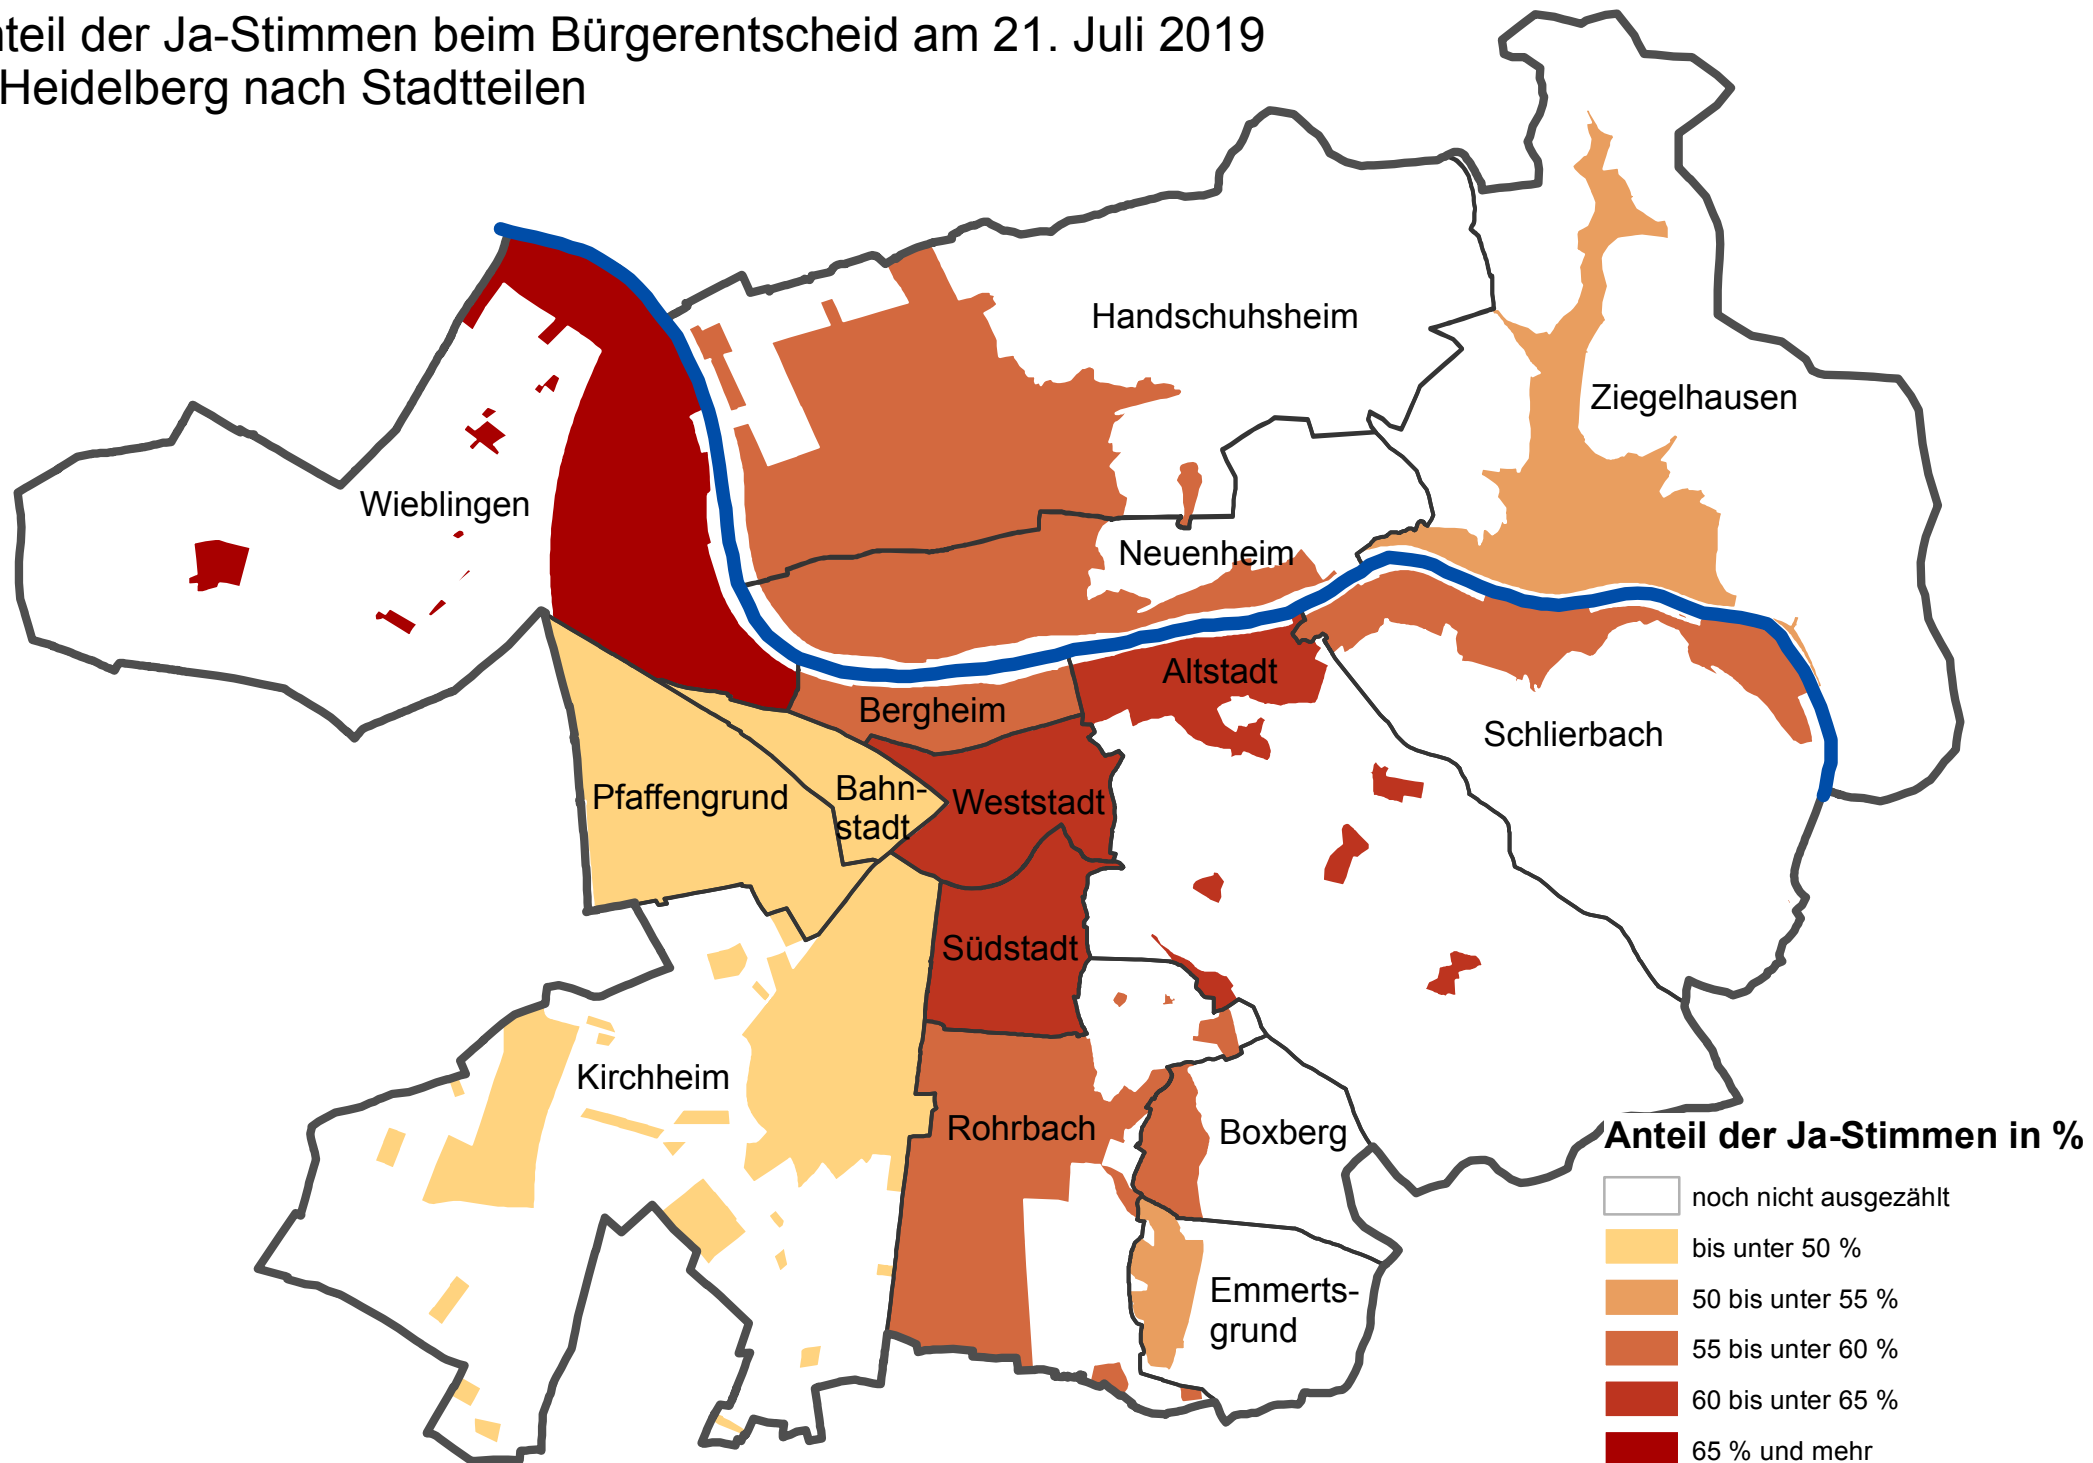 nteil der Ja-Stimmen beim Bürgerentscheid am 21. Juli 2019
Heidelberg nach Stadtteilen
Handschuhsheim
Ziegelhausen
Wieblingen
Neuenheim
Altstadt
Bergheim
Schlierbach
Pfaffengrund
Bahn-
stadt
Weststadt
Südstadt
Kirchheim
Rohrbach
Boxberg
Emmerts-
grund
Anteil der Ja-Stimmen in %
noch nicht ausgezählt
bis unter 50 %
50 bis unter 55 %
55 bis unter 60 %
60 bis unter 65 %
65 % und mehr